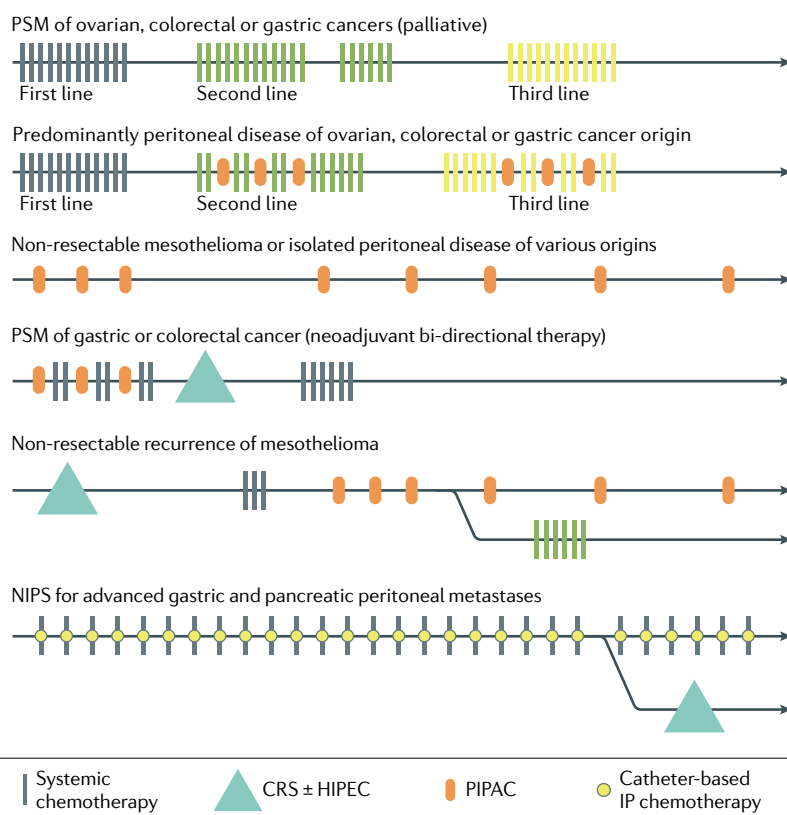 PSM of ovarian, colorectal or gastric cancers (palliative)
First line
Second line
Third line
Predominantly peritoneal disease of ovarian, colorectal or gastric cancer origin
First line
Second line
Third line
Non-resectable mesothelioma or isolated peritoneal disease of various origins
PSM of gastric or colorectal cancer (neoadjuvant bi-directional therapy)
Non-resectable recurrence of mesothelioma
NIPS for advanced gastric and pancreatic peritoneal metastases
Systemic
chemotherapy
CRS ± HIPEC
PIPAC
Catheter-based
IP chemotherapy